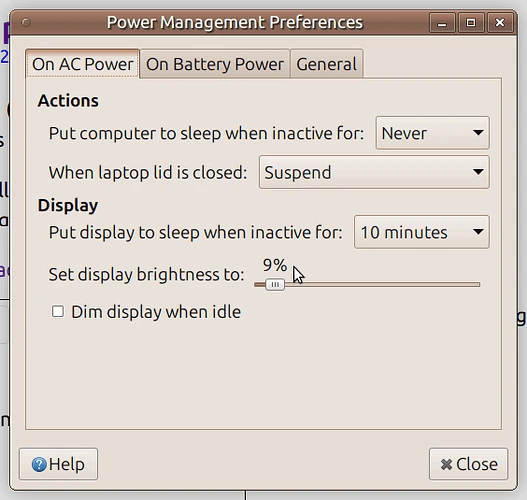 Power Management Preferences
On AC Power On Battery Power General
Actions
Put computer to sleep when inactive for: Never
When laptop lid is closed: Suspend
Display
Put display to sleep when inactive for: 10 minutes
Set display brightness to: 9%
Dim display when idle
Help Close